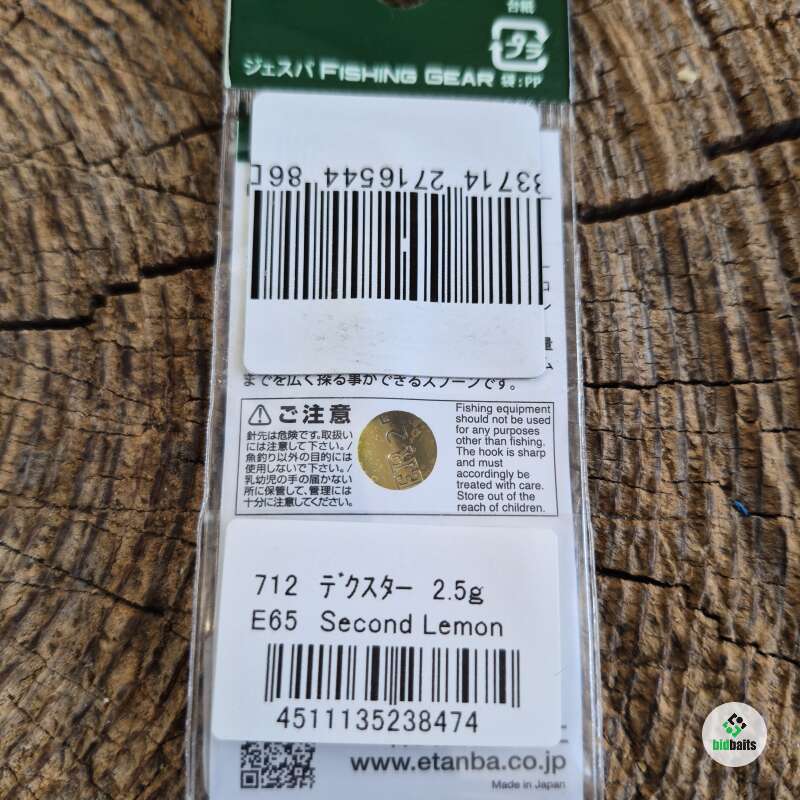 台紙
ジェスパ FISHING GEAR 袋:PP
33714 2716544 86
までを広く探る事ができるスプーンです。
ご注意
針先は危険です。取扱い
には注意して下さい。/
魚釣り以外の目的には
使用しないで下さい。/
乳幼児の手の届かない
所に保管して、管理には
十分に注意してください。
Fishing equipment
should not be used
for any purposes
other than fishing.
The hook is sharp
and must
accordingly be
treated with care.
Store out of the
reach of children.
712 デクスター 2.5g
E65 Second Lemon
4511135238474
www.etanba.co.jp
Made in Japan
bidbaits